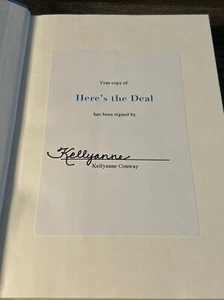 Your copy of
Here's the Deal
has been signed by
Kellyanne
Kellyanne Conway